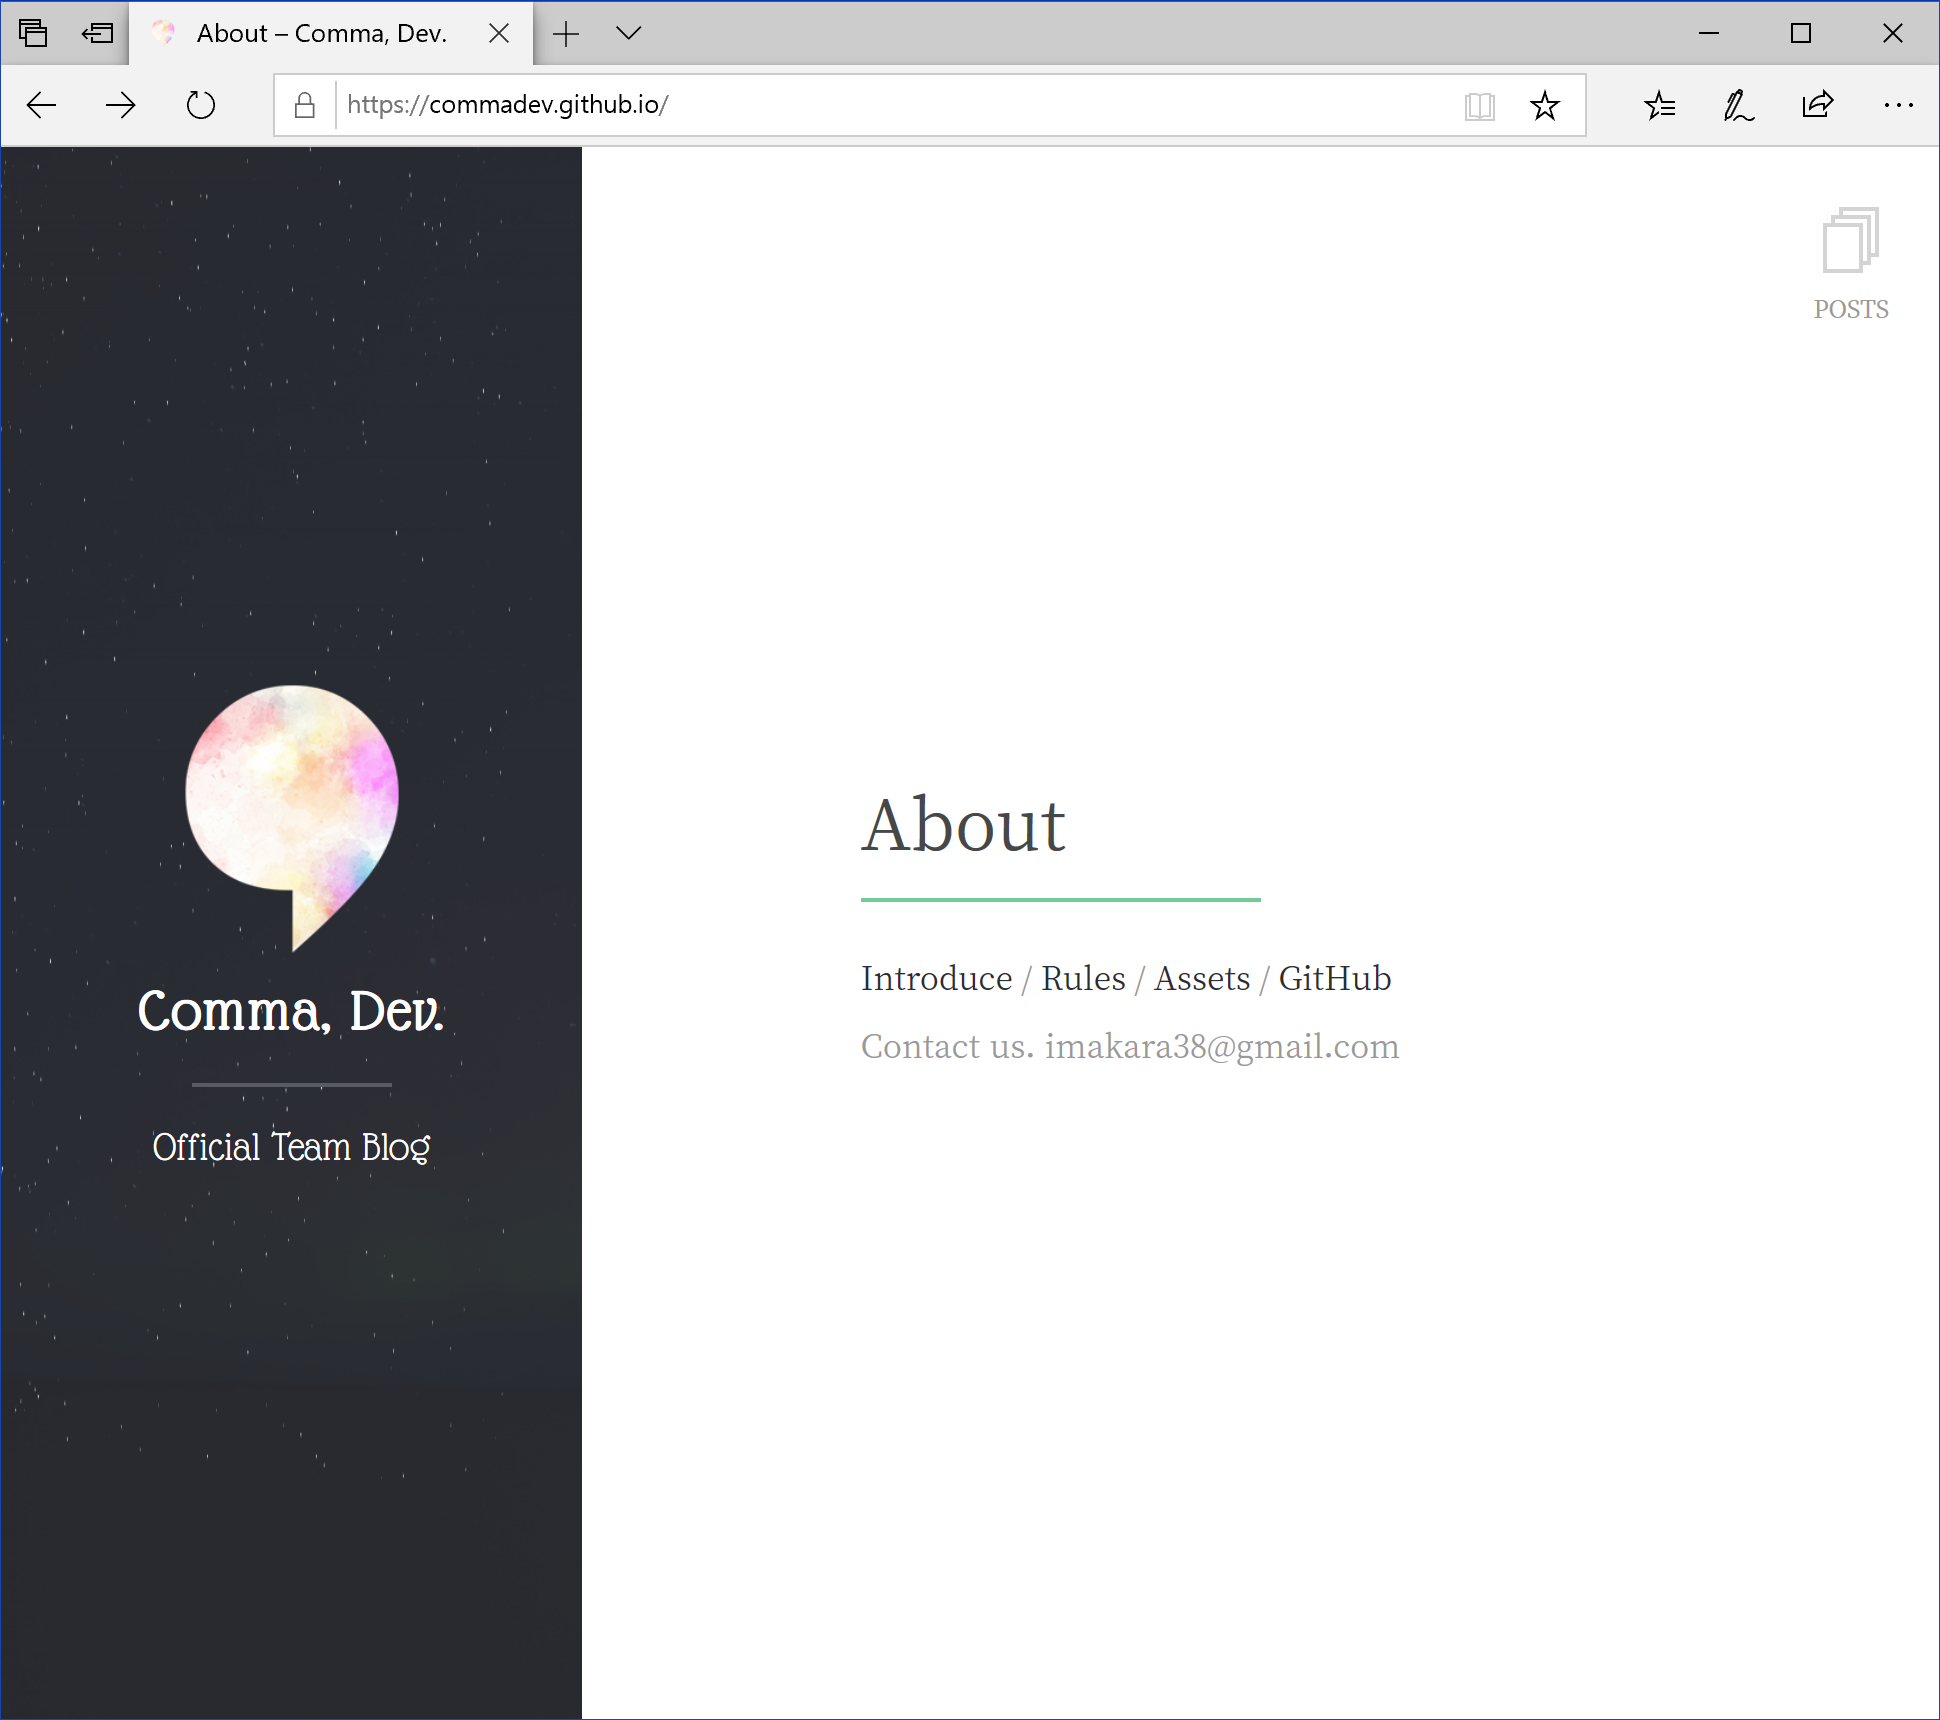 About – Comma, Dev.
https://commadev.github.io/
POSTS
Comma, Dev.
Official Team Blog
About
Introduce / Rules / Assets / GitHub
Contact us. imakara38@gmail.com